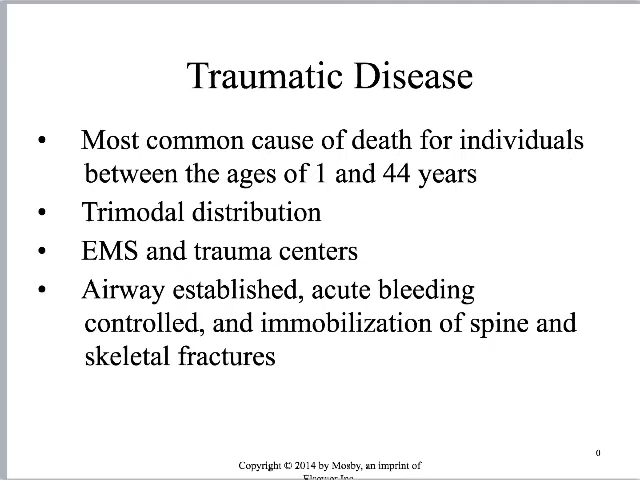 Traumatic Disease
• Most common cause of death for individuals
between the ages of 1 and 44 years
• Trimodal distribution
• EMS and trauma centers
• Airway established, acute bleeding
controlled, and immobilization of spine and
skeletal fractures
0
Copyright © 2014 by Mosby, an imprint of
Elsevier Inc.